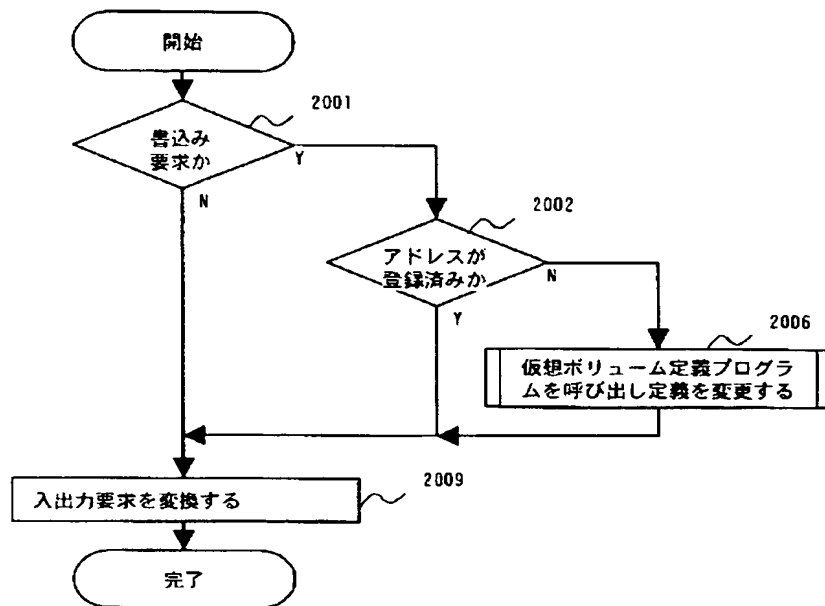 開始
2001
書込み
要求か
Y
N
2002
アドレスが
登録済みか
N
Y
2006
仮想ボリューム定義プログラ
ムを呼び出し定義を変更する
2009
入出力要求を変換する
完了